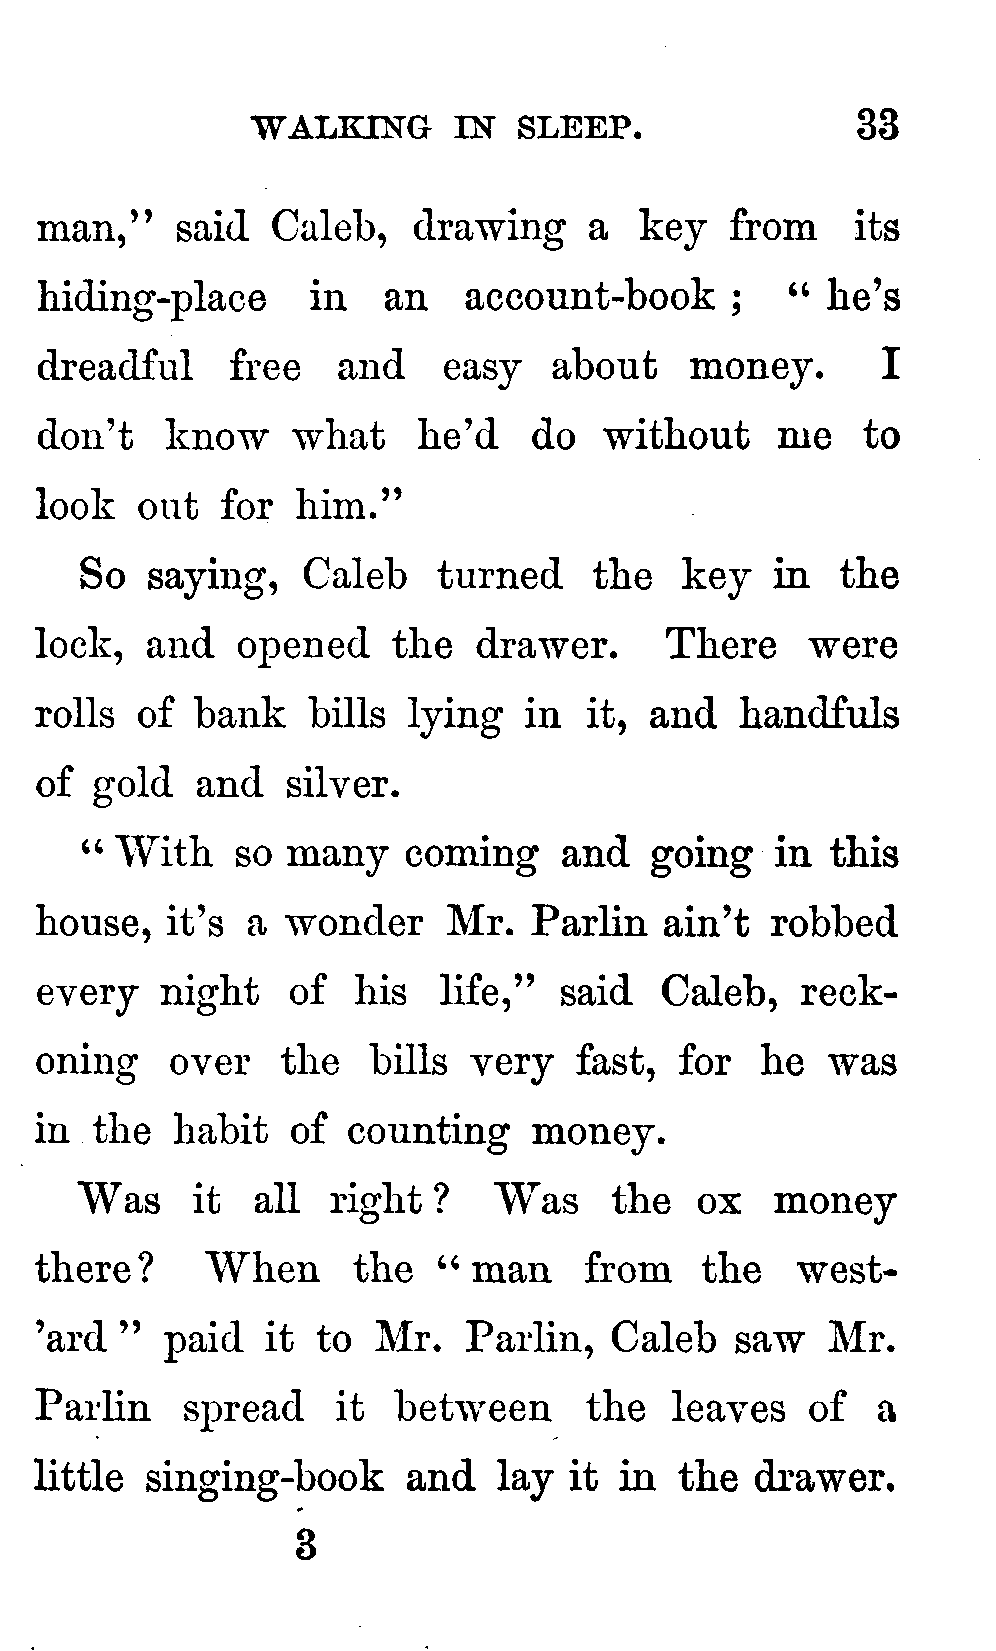 WALKING IN SLEEP. 33
man," said Caleb, drawing a key from its
hiding-place in an account-book ; " he's
dreadful free and easy about money. I
don't know what he'd do without me to
look out for him."
So saying, Caleb turned the key in the
lock, and opened the drawer. There were
rolls of bank bills lying in it, and handfuls
of gold and silver.
" With so many coming and going in this
house, it's a wonder Mr. Parlin ain't robbed
every night of his life," said Caleb, reck-
oning over the bills very fast, for he was
in the habit of counting money.
Was it all right ? Was the ox money
there? When the " man from the west-
'ard " paid it to Mr. Parlin, Caleb saw Mr.
Parlin spread it between the leaves of a
little singing-book and lay it in the drawer.
3